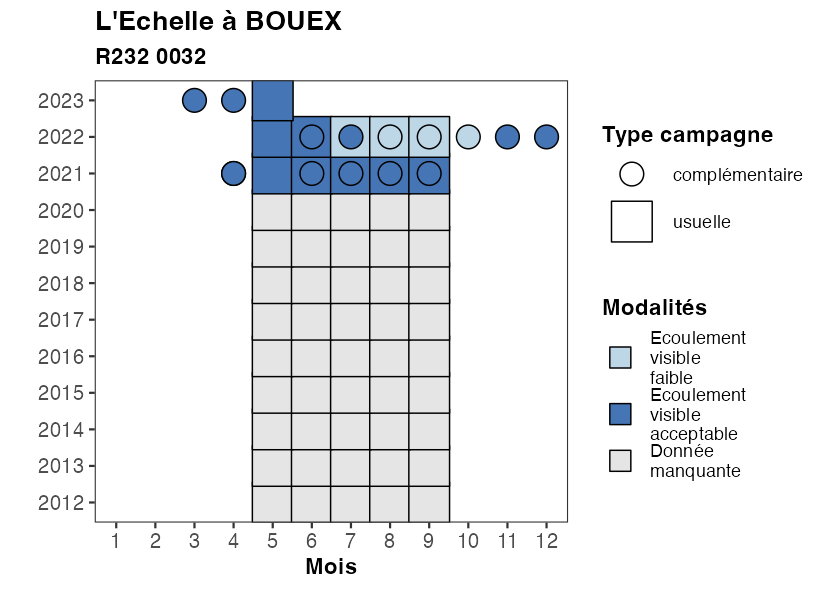 L'Echelle à BOUEX
R232 0032
2023
2022
2021
2020
2019
2018
2017
2016
2015
2014
2013
2012
1 2 3 4 5 6 7 8 9 10 11 12
Mois
Type campagne
complémentaire
usuelle
Modalités
Ecoulement
visible
faible
Ecoulement
visible
acceptable
Donnée
manquante